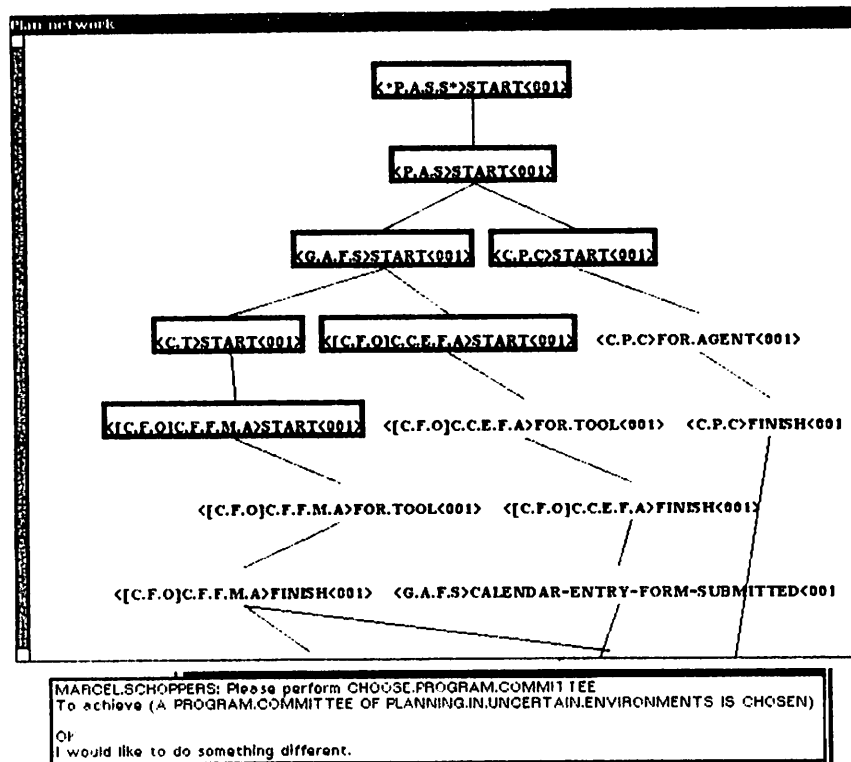 Plan network
<*P.A.S.S*>START<001>
<P.A.S>START<001>
<G.A.F.S>START<001> <C.P.C>START<001>
<C.T>START<001> <[C.F.O]C.C.E.F.A>START<001> <C.P.C>FOR.AGENT<001>
<[C.F.O]C.F.F.M.A>START<001> <[C.F.O]C.C.E.F.A>FOR.TOOL<001> <C.P.C>FINISH<001
<[C.F.O]C.F.F.M.A>FOR.TOOL<001> <[C.F.O]C.C.E.F.A>FINISH<001>
<[C.F.O]C.F.F.M.A>FINISH<001> <G.A.F.S>CALENDAR-ENTRY-FORM-SUBMITTED<001
MARCEL.SCHOPPERS: Please perform CHOOSE.PROGRAM.COMMITTEE
To achieve (A PROGRAM.COMMITTEE OF PLANNING.IN.UNCERTAIN.ENVIRONMENTS IS CHOSEN)
OK
I would like to do something different.